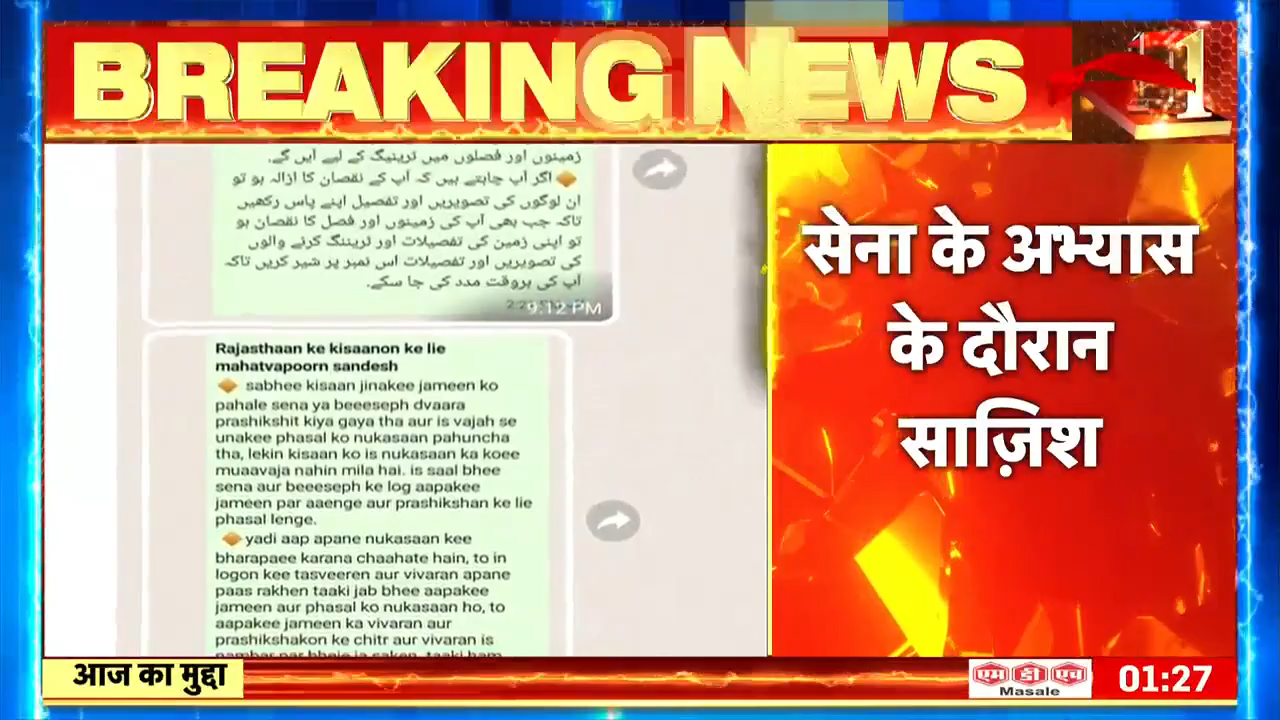 BREAKING NEWS
زمینوں اور فصلوں میں ٹریننگ کے لیے آیں گے.
🔶 اگر آپ چاہتے ہیں کہ آپ کے نقصان کا ازالہ ہو تو
ان لوگوں کی تصویریں اور تفصیل اپنے پاس رکھیں
تاکہ جب بھی آپ کی زمینوں اور فصل کا نقصان ہو
تو اپنی زمین کی تفصیلات اور ٹریننگ کرنے والوں
کی تصویریں اور تفصیلات اس نمبر پر شیر کریں تاکہ
آپ کی بروقت مدد کی جا سکے.
9:12 PM
Rajasthaan ke kisaanon ke lie
mahatvapoorn sandesh
🔶 sabhee kisaan jinakee jameen ko
pahale sena ya beeeseph dvaara
prashikshit kiya gaya tha aur is vajah se
unakee phasal ko nukasaan pahuncha
tha, lekin kisaan ko is nukasaan ka koee
muaavaja nahin mila hai. is saal bhee
sena aur beeeseph ke log aapakee
jameen par aaenge aur prashikshan ke lie
phasal lenge.
🔶 yadi aap apane nukasaan kee
bharapaee karana chaahate hain, to in
logon kee tasveeren aur vivaran apane
paas rakhen taaki jab bhee aapakee
jameen aur phasal ko nukasaan ho, to
aapakee jameen ka vivaran aur
prashikshakon ke chitr aur vivaran is
सेना के अभ्यास
के दौरान
साज़िश
आज का मुद्दा
एम डी एच
Masale
01:27